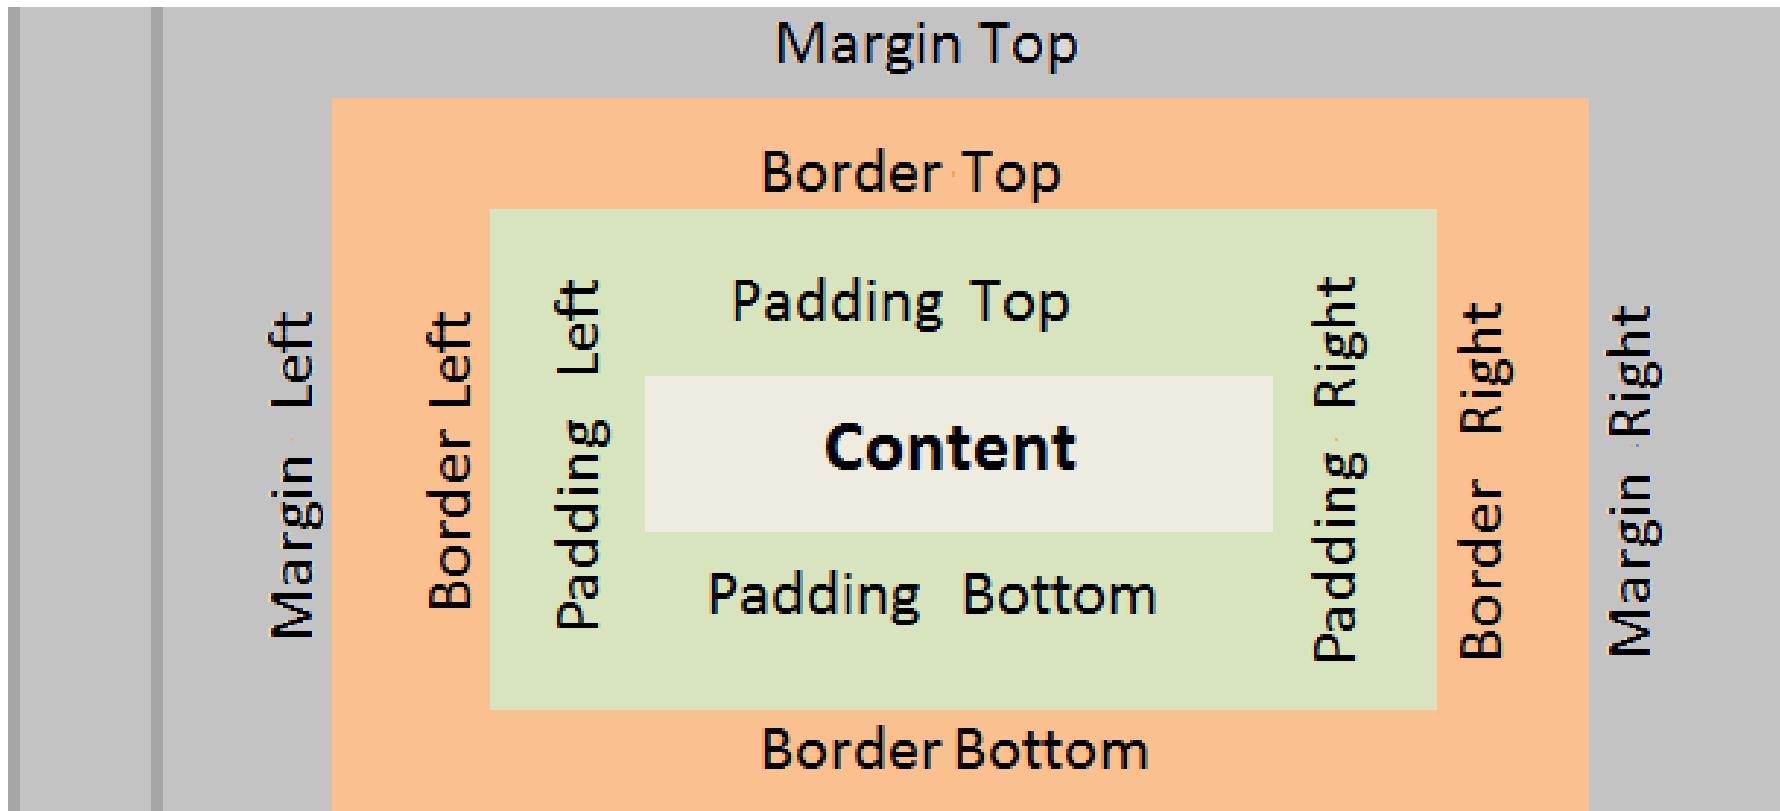 Margin Top
Border Top
Padding Top
Margin Left
Border Left
Padding Left
Content
Padding Right
Border Right
Margin Right
Padding Bottom
Border Bottom